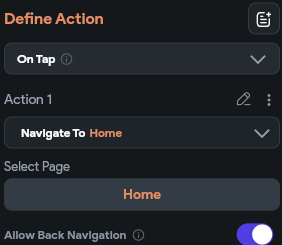 Define Action
On Tap
Action 1
Navigate To Home
Select Page
Home
Allow Back Navigation